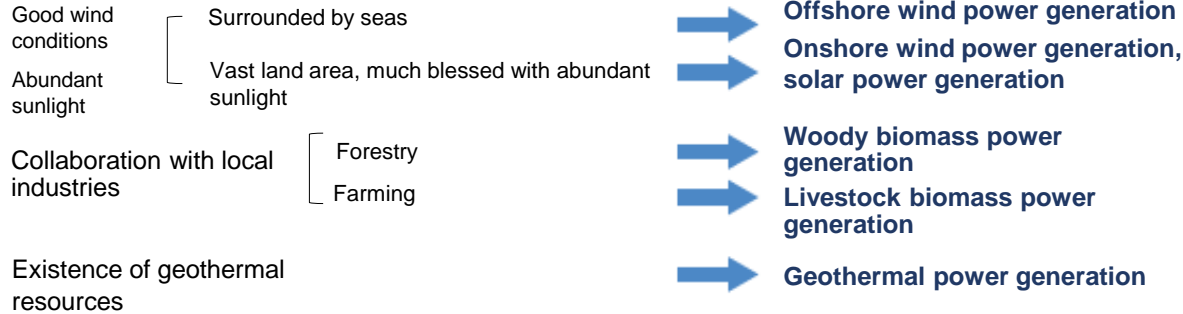 Good wind
conditions
Abundant
sunlight
Surrounded by seas
Vast land area, much blessed with abundant
sunlight
Offshore wind power generation
Onshore wind power generation,
solar power generation
Collaboration with local
industries
Forestry
Farming
Woody biomass power
generation
Livestock biomass power
generation
Existence of geothermal
resources
Geothermal power generation